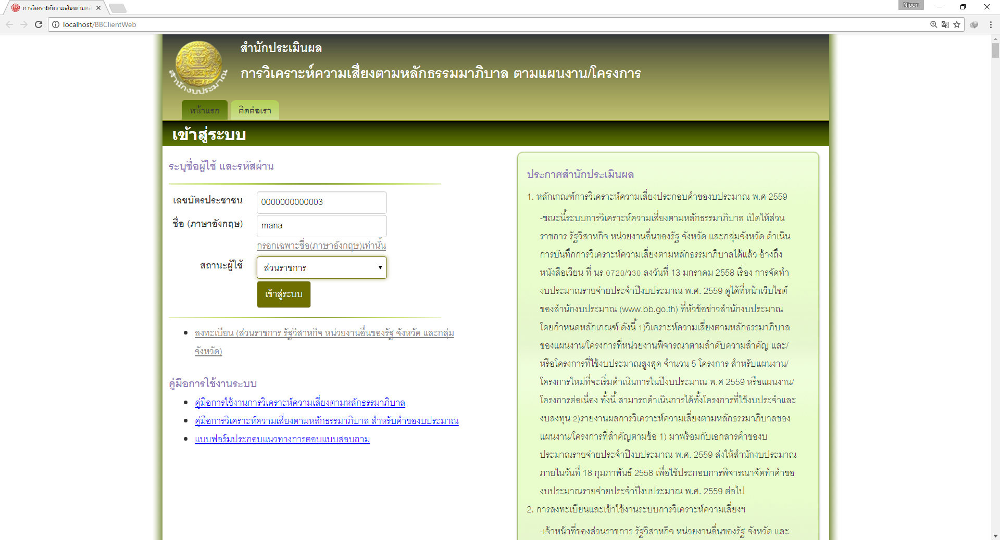 การวิเคราะห์ความเสี่ยงตามหลั
Nipon
localhost/BBClientWeb
สำนักงบประมาณ
สำนักประเมินผล
การวิเคราะห์ความเสี่ยงตามหลักธรรมมาภิบาล ตามแผนงาน/โครงการ
หน้าแรก
ติดต่อเรา
เข้าสู่ระบบ
ระบุชื่อผู้ใช้ และรหัสผ่าน
เลขบัตรประชาชน 0000000000003
ชื่อ (ภาษาอังกฤษ) mana
กรอกเฉพาะชื่อ(ภาษาอังกฤษ)เท่านั้น
สถานะผู้ใช้ ส่วนราชการ
เข้าสู่ระบบ
ลงทะเบียน (ส่วนราชการ รัฐวิสาหกิจ หน่วยงานอื่นของรัฐ จังหวัด และกลุ่ม
จังหวัด)
คู่มือการใช้งานระบบ
คู่มือการใช้งานการวิเคราะห์ความเสี่ยงตามหลักธรรมาภิบาล
คู่มือการวิเคราะห์ความเสี่ยงตามหลักธรรมาภิบาล สำหรับคำของบประมาณ
แบบฟอร์มประกอบแนวทางการตอบแบบสอบถาม
ประกาศสำนักประเมินผล
1. หลักเกณฑ์การวิเคราะห์ความเสี่ยงประกอบคำของบประมาณ พ.ศ 2559
-ขณะนี้ระบบการวิเคราะห์ความเสี่ยงตามหลักธรรมาภิบาล เปิดให้ส่วน
ราชการ รัฐวิสาหกิจ หน่วยงานอื่นของรัฐ จังหวัด และกลุ่มจังหวัด ดำเนิน
การบันทึกการวิเคราะห์ความเสี่ยงตามหลักธรรมาภิบาลได้แล้ว อ้างถึง
หนังสือเวียน ที่ นร 0720/ว30 ลงวันที่ 13 มกราคม 2558 เรื่อง การจัดทำ
งบประมาณรายจ่ายประจำปีงบประมาณ พ.ศ. 2559 ดูได้ที่หน้าเว็บไซต์
ของสำนักงบประมาณ (www.bb.go.th) ที่หัวข้อข่าวสำนักงบประมาณ
โดยกำหนดหลักเกณฑ์ ดังนี้ 1)วิเคราะห์ความเสี่ยงตามหลักธรรมาภิบาล
ของแผนงาน/โครงการที่หน่วยงานพิจารณาตามลำดับความสำคัญ และ/
หรือโครงการที่ใช้งบประมาณสูงสุด จำนวน 5 โครงการ สำหรับแผนงาน/
โครงการใหม่ที่จะเริ่มดำเนินการในปีงบประมาณ พ.ศ 2559 หรือแผนงาน/
โครงการต่อเนื่อง ทั้งนี้ สามารถดำเนินการได้ทั้งโครงการที่ใช้งบประจำและ
งบลงทุน 2)รายงานผลการวิเคราะห์ความเสี่ยงตามหลักธรรมาภิบาลของ
แผนงาน/โครงการที่สำคัญตามข้อ 1) มาพร้อมกับเอกสารคำของบ
ประมาณรายจ่ายประจำปีงบประมาณ พ.ศ. 2559 ส่งให้สำนักงบประมาณ
ภายในวันที่ 18 กุมภาพันธ์ 2558 เพื่อใช้ประกอบการพิจารณาจัดทำคำขอ
งบประมาณรายจ่ายประจำปีงบประมาณ พ.ศ. 2559 ต่อไป
2. การลงทะเบียนและเข้าใช้งานระบบการวิเคราะห์ความเสี่ยงฯ
-เจ้าหน้าที่ของส่วนราชการ รัฐวิสาหกิจ หน่วยงานอื่นของรัฐ จังหวัด และ